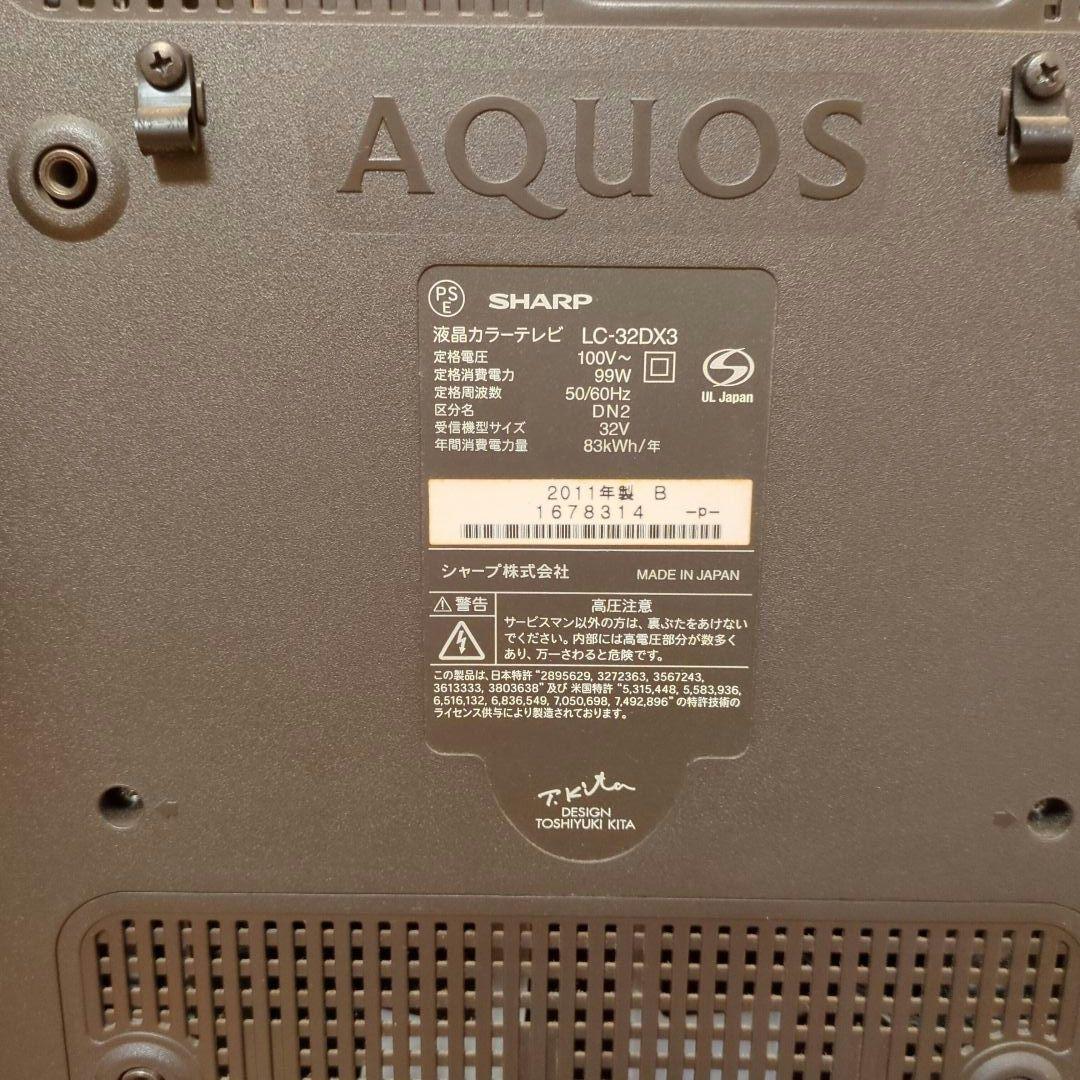 AQUOS
PS
E
SHARP
液晶カラーテレビ LC-32DX3
定格電圧 100V～
定格消費電力 99W
定格周波数 50/60Hz
区分名 DN2
受信機型サイズ 32V
年間消費電力量 83kWh/年
UL Japan
2011年製 B
1678314 -p-
シャープ株式会社 MADE IN JAPAN
警告
高圧注意
サービスマン以外の方は、裏ぶたをあけない
でください。内部には高電圧部分が数多く
あり、万一さわると危険です。
この製品は、日本特許 "2895629, 3272363, 3567243,
3613333, 3803638" 及び 米国特許 "5,315,448, 5,583,936,
6,516,132, 6,836,549, 7,050,698, 7,492,896" の特許技術の
ライセンス供与により製造されております。
T.Kita
DESIGN
TOSHIYUKI KITA